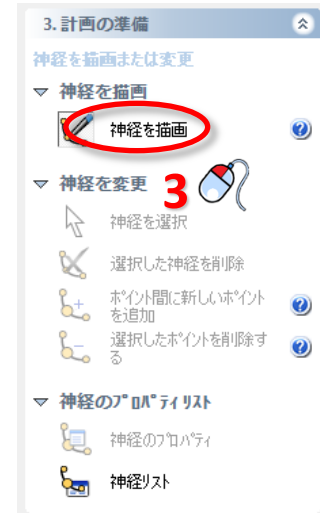 3. 計画の準備
神経を描画または変更
神経を描画
神経を描画
神経を変更
3
神経を選択
選択した神経を削除
ポイント間に新しいポイント
を追加
選択したポイントを削除す
る
神経のプロパティリスト
神経のプロパティ
神経リスト